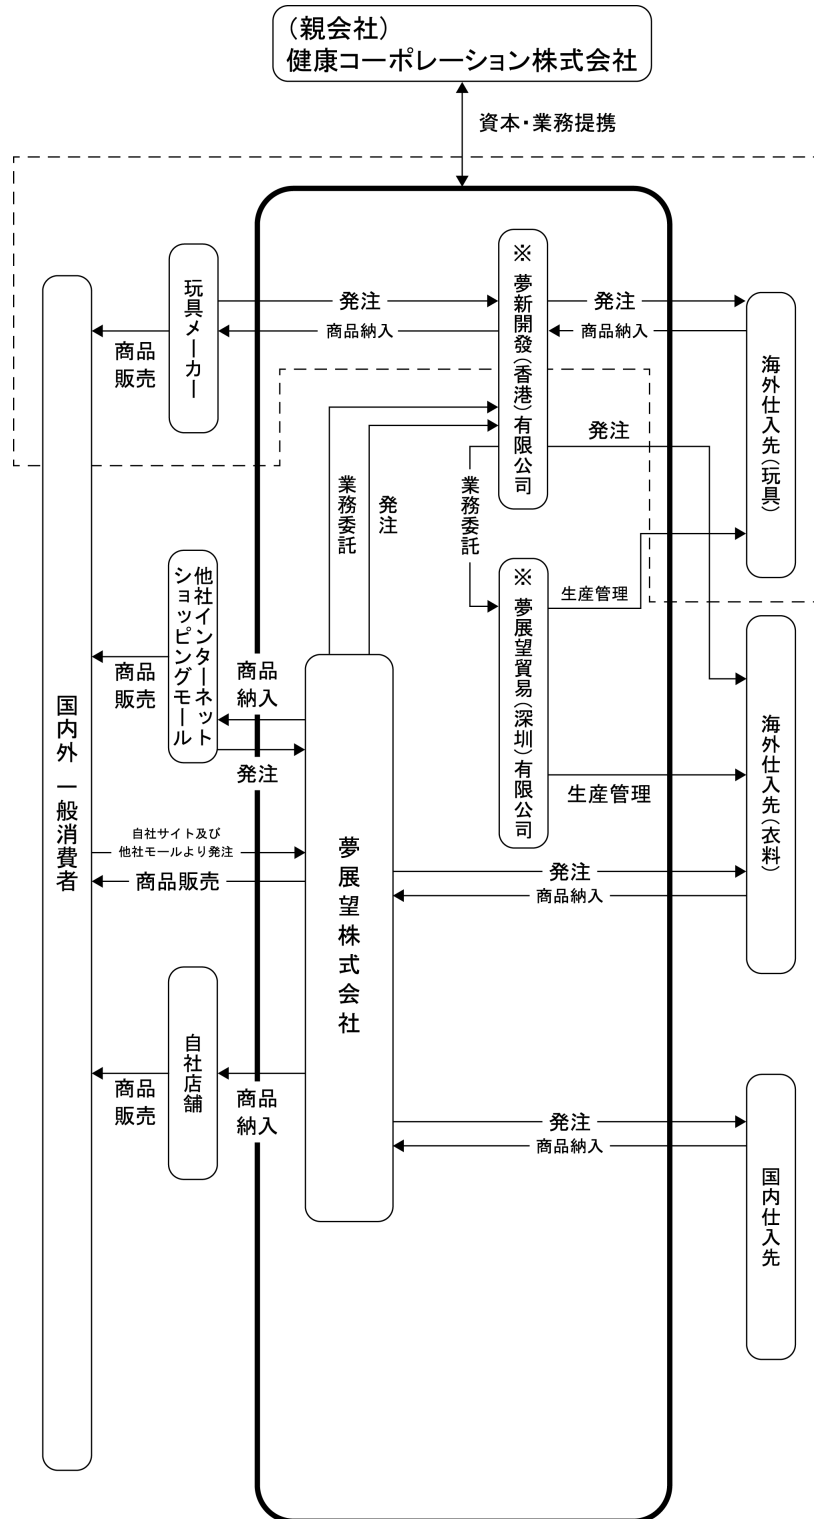 （親会社）
健康コーポレーション株式会社
資本・業務提携
玩具メーカー
※ 夢新開發（香港）有限公司
発注
商品納入
発注
商品納入
商品
販売
海外仕入先（玩具）
業務委託
発注
業務委託
発注
※ 夢展望貿易（深圳）有限公司
生産管理
生産管理
他社インターネット
ショッピングモール
商品
販売
商品
納入
発注
国内外 一般消費者
自社サイト及び
他社モールより発注
商品販売
夢展望株式会社
海外仕入先（衣料）
発注
商品納入
自社店舗
商品
販売
商品
納入
発注
商品納入
国内仕入先